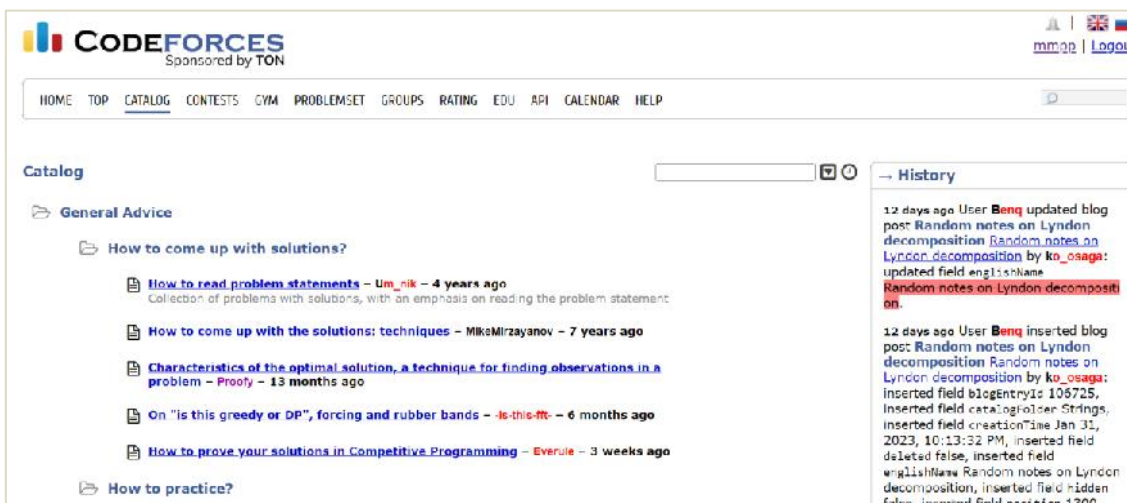 CODEFORCES
Sponsored by TON
mmpp | Logou
HOME TOP CATALOG CONTESTS GYM PROBLEMSET GROUPS RATING EDU API CALENDAR HELP
Catalog
General Advice
How to come up with solutions?
How to read problem statements – Um_nik – 4 years ago
Collection of problems with solutions, with an emphasis on reading the problem statement
How to come up with the solutions: techniques – MikeMirzayanov – 7 years ago
Characteristics of the optimal solution, a technique for finding observations in a
problem – Proofy – 13 months ago
On "is this greedy or DP", forcing and rubber bands – -is-this-fft- – 6 months ago
How to prove your solutions in Competitive Programming – Everule – 3 weeks ago
How to practice?
→ History
12 days ago User Benq updated blog
post Random notes on Lyndon
decomposition Random notes on
Lyndon decomposition by ko_osaga:
updated field englishName
Random notes on Lyndon decompositi
on.
12 days ago User Benq inserted blog
post Random notes on Lyndon
decomposition Random notes on
Lyndon decomposition by ko_osaga:
inserted field blogEntryId 106725,
inserted field catalogFolder Strings,
inserted field creationTime Jan 31,
2023, 10:13:32 PM, inserted field
deleted false, inserted field
englishName Random notes on Lyndon
decomposition, inserted field hidden
false, inserted field position 1300